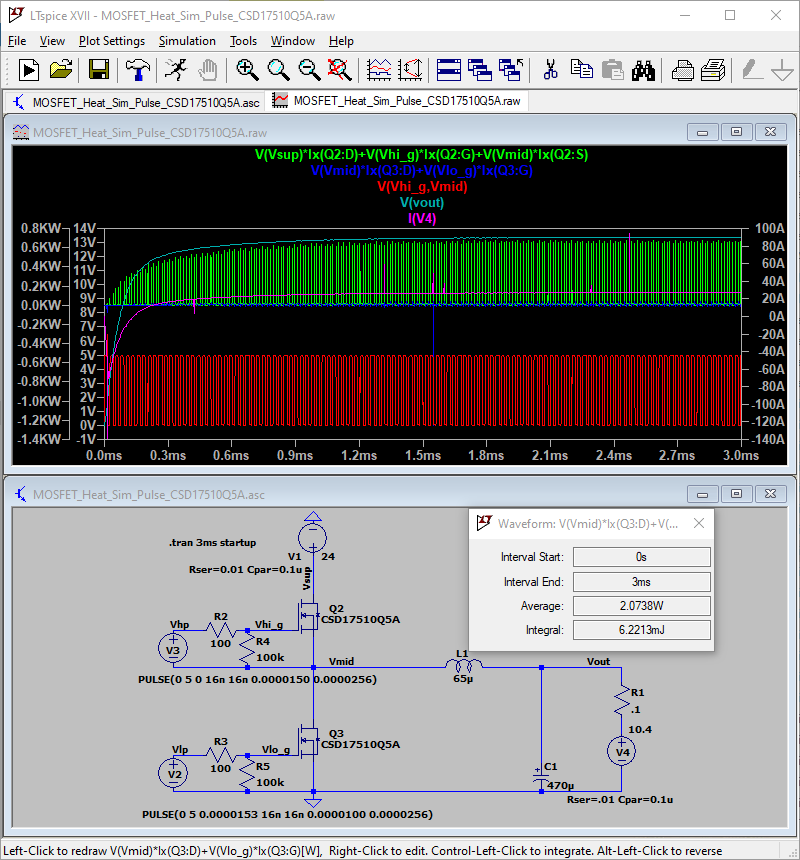 LTspice XVII - MOSFET_Heat_Sim_Pulse_CSD17510Q5A.raw
File View Plot Settings Simulation Tools Window Help
MOSFET_Heat_Sim_Pulse_CSD17510Q5A.asc MOSFET_Heat_Sim_Pulse_CSD17510Q5A.raw
MOSFET_Heat_Sim_Pulse_CSD17510Q5A.raw
V(Vsup)*Ix(Q2:D)+V(Vhi_g)*Ix(Q2:G)+V(Vmid)*Ix(Q2:S)
V(Vmid)*Ix(Q3:D)+V(Vlo_g)*Ix(Q3:G)
V(Vhi_g,Vmid)
V(vout)
I(V4)
0.8KW 14V 100A
0.6KW 13V 80A
12V
0.4KW 11V 60A
0.2KW 10V 40A
9V 20A
0.0KW 8V 0A
-0.2KW 7V -20A
-0.4KW 6V -40A
5V
-0.6KW 4V -60A
-0.8KW 3V -80A
-1.0KW 2V -100A
1V
-1.2KW 0V -120A
-1.4KW -1V -140A
0.0ms 0.3ms 0.6ms 0.9ms 1.2ms 1.5ms 1.8ms 2.1ms 2.4ms 2.7ms 3.0ms
MOSFET_Heat_Sim_Pulse_CSD17510Q5A.asc
.tran 3ms startup
V1 24
Rser=0.01 Cpar=0.1u
Vsup
Q2
CSD17510Q5A
Vhp R2 Vhi_g
100
R4
V3
100k
PULSE(0 5 0 16n 16n 0.0000150 0.0000256)
Vmid
L1
65μ
Vout
R1
.1
10.4
V4
Rser=.01 Cpar=0.1u
C1
470μ
Q3
CSD17510Q5A
Vlp R3 Vlo_g
100
R5
V2
100k
PULSE(0 5 0.0000153 16n 16n 0.0000100 0.0000256)
Waveform: V(Vmid)*Ix(Q3:D)+V(...
Interval Start: 0s
Interval End: 3ms
Average: 2.0738W
Integral: 6.2213mJ
Left-Click to redraw V(Vmid)*Ix(Q3:D)+V(Vlo_g)*Ix(Q3:G)[W], Right-Click to edit. Control-Left-Click to integrate. Alt-Left-Click to reverse